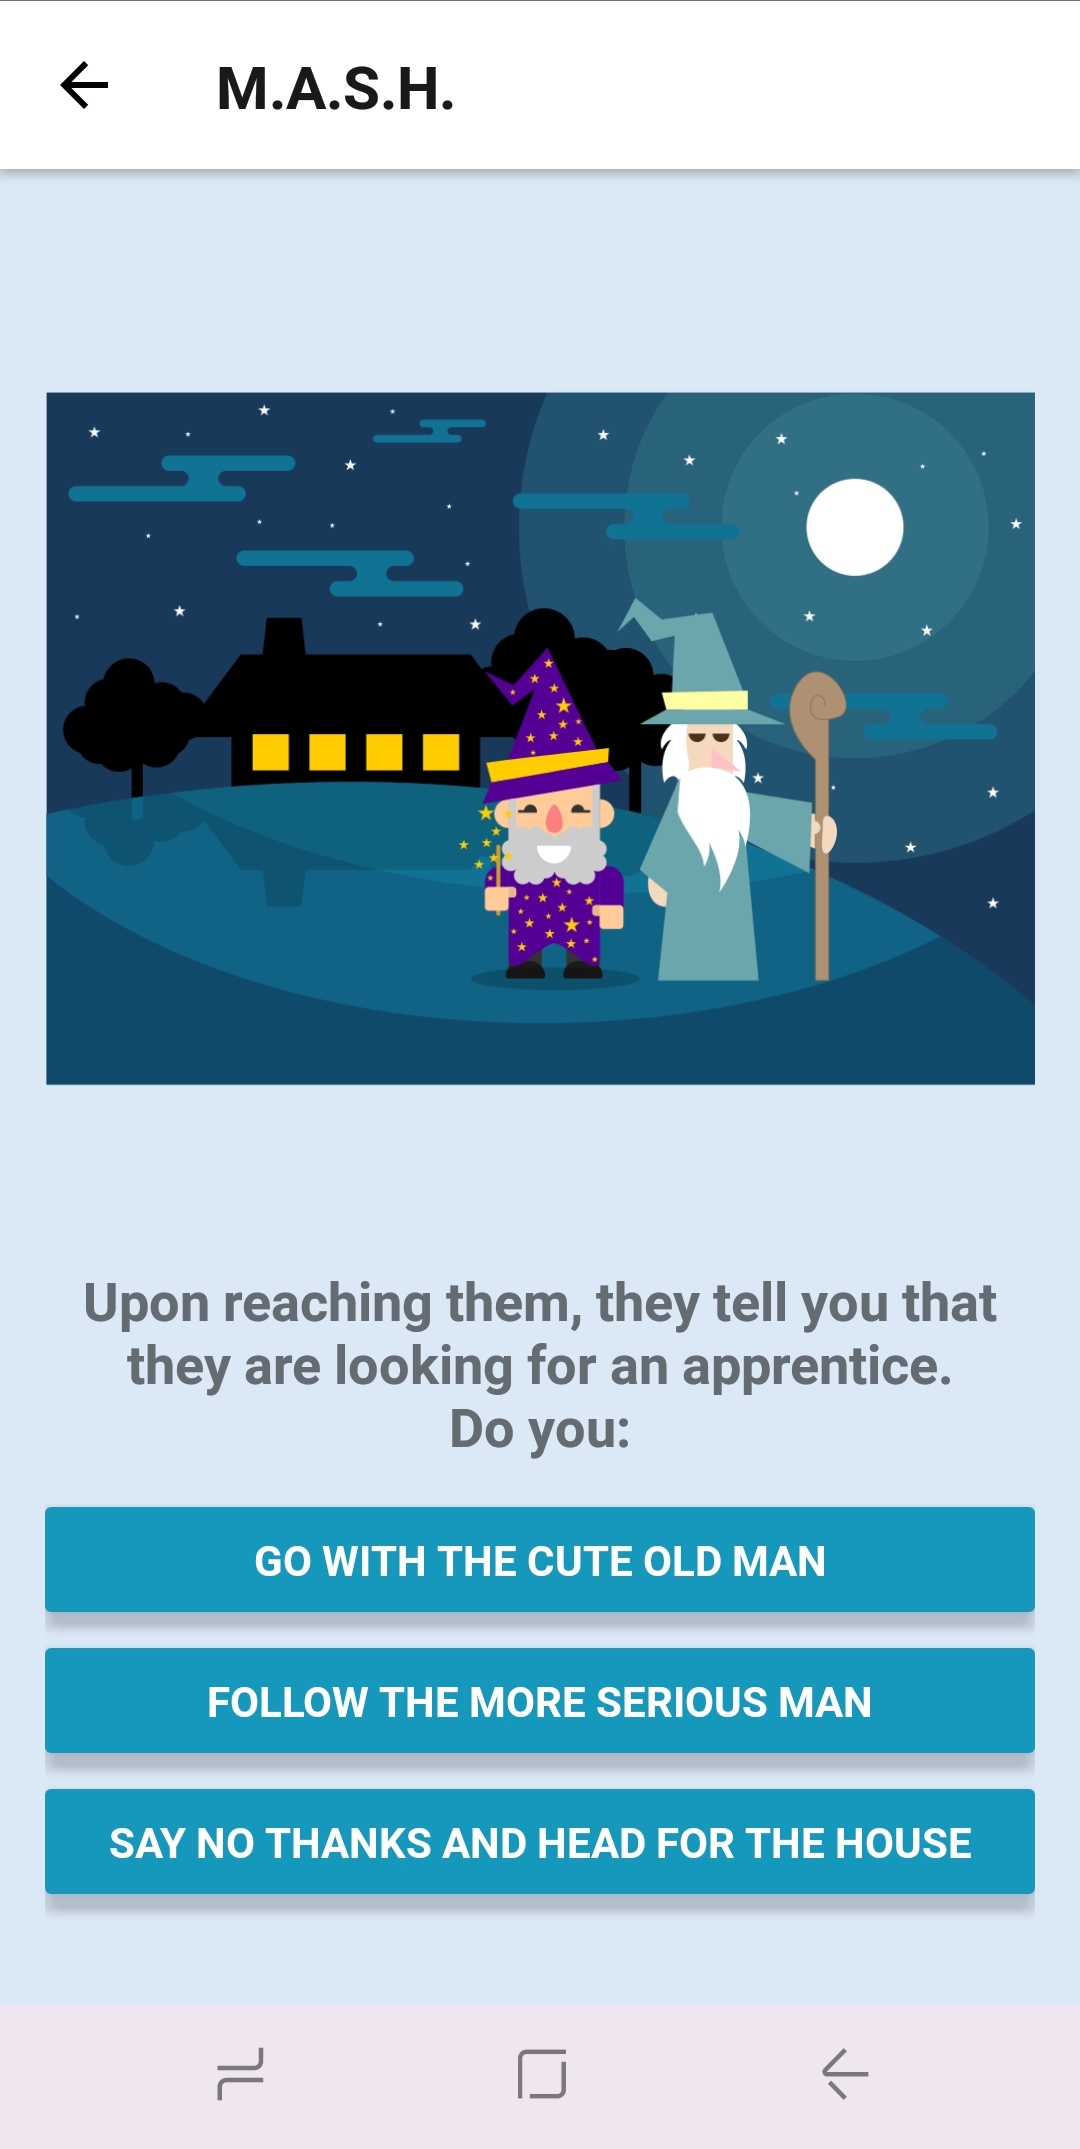 M.A.S.H.
Upon reaching them, they tell you that
they are looking for an apprentice.
Do you:
GO WITH THE CUTE OLD MAN
FOLLOW THE MORE SERIOUS MAN
SAY NO THANKS AND HEAD FOR THE HOUSE